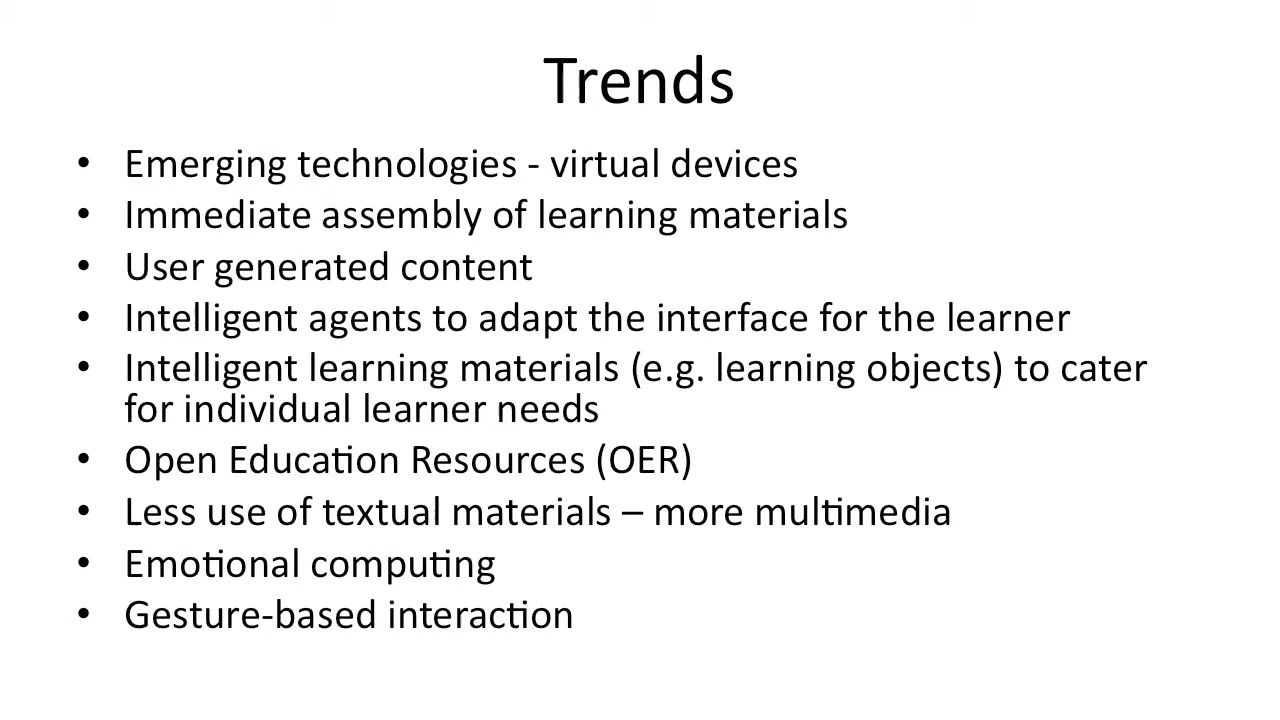 Trends
• Emerging technologies - virtual devices
• Immediate assembly of learning materials
• User generated content
• Intelligent agents to adapt the interface for the learner
• Intelligent learning materials (e.g. learning objects) to cater
for individual learner needs
• Open Education Resources (OER)
• Less use of textual materials – more multimedia
• Emotional computing
• Gesture-based interaction